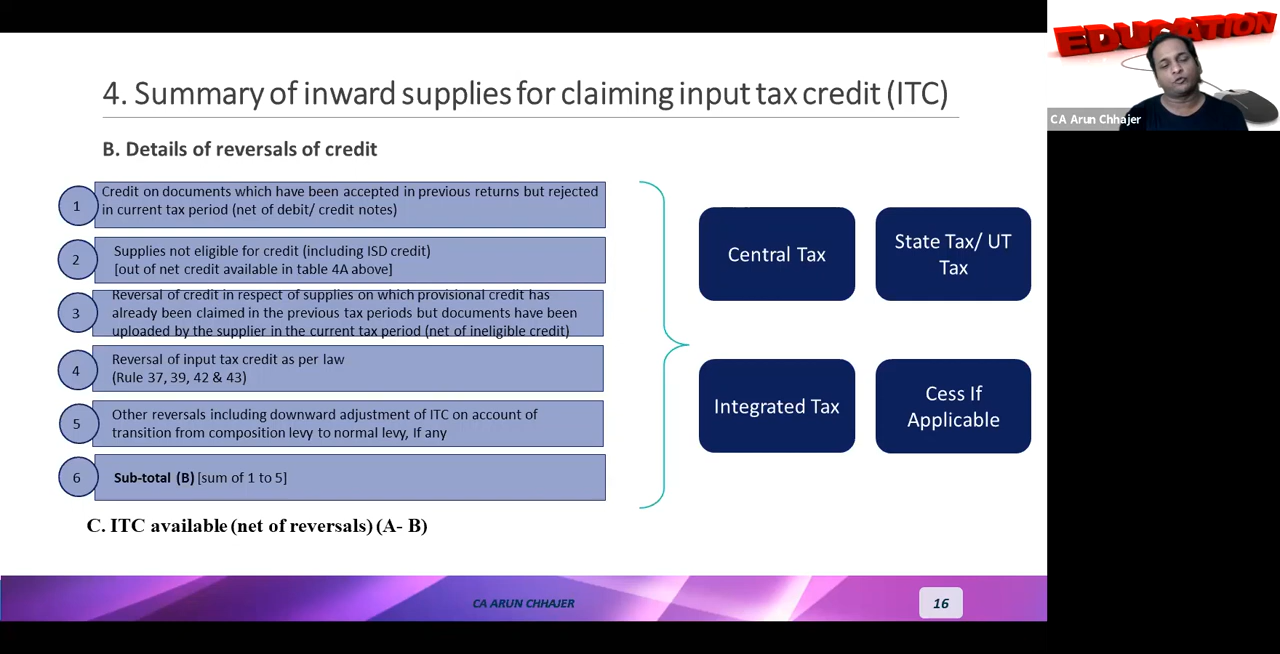 EDUCATION
CA Arun Chhajer
4. Summary of inward supplies for claiming input tax credit (ITC)
B. Details of reversals of credit
1
Credit on documents which have been accepted in previous returns but rejected
in current tax period (net of debit/ credit notes)
2
Supplies not eligible for credit (including ISD credit)
[out of net credit available in table 4A above]
3
Reversal of credit in respect of supplies on which provisional credit has
already been claimed in the previous tax periods but documents have been
uploaded by the supplier in the current tax period (net of ineligible credit)
4
Reversal of input tax credit as per law
(Rule 37, 39, 42 & 43)
5
Other reversals including downward adjustment of ITC on account of
transition from composition levy to normal levy, If any
6
Sub-total (B) [sum of 1 to 5]
Central Tax
State Tax/ UT
Tax
Integrated Tax
Cess If
Applicable
C. ITC available (net of reversals) (A- B)
CA ARUN CHHAJER
16